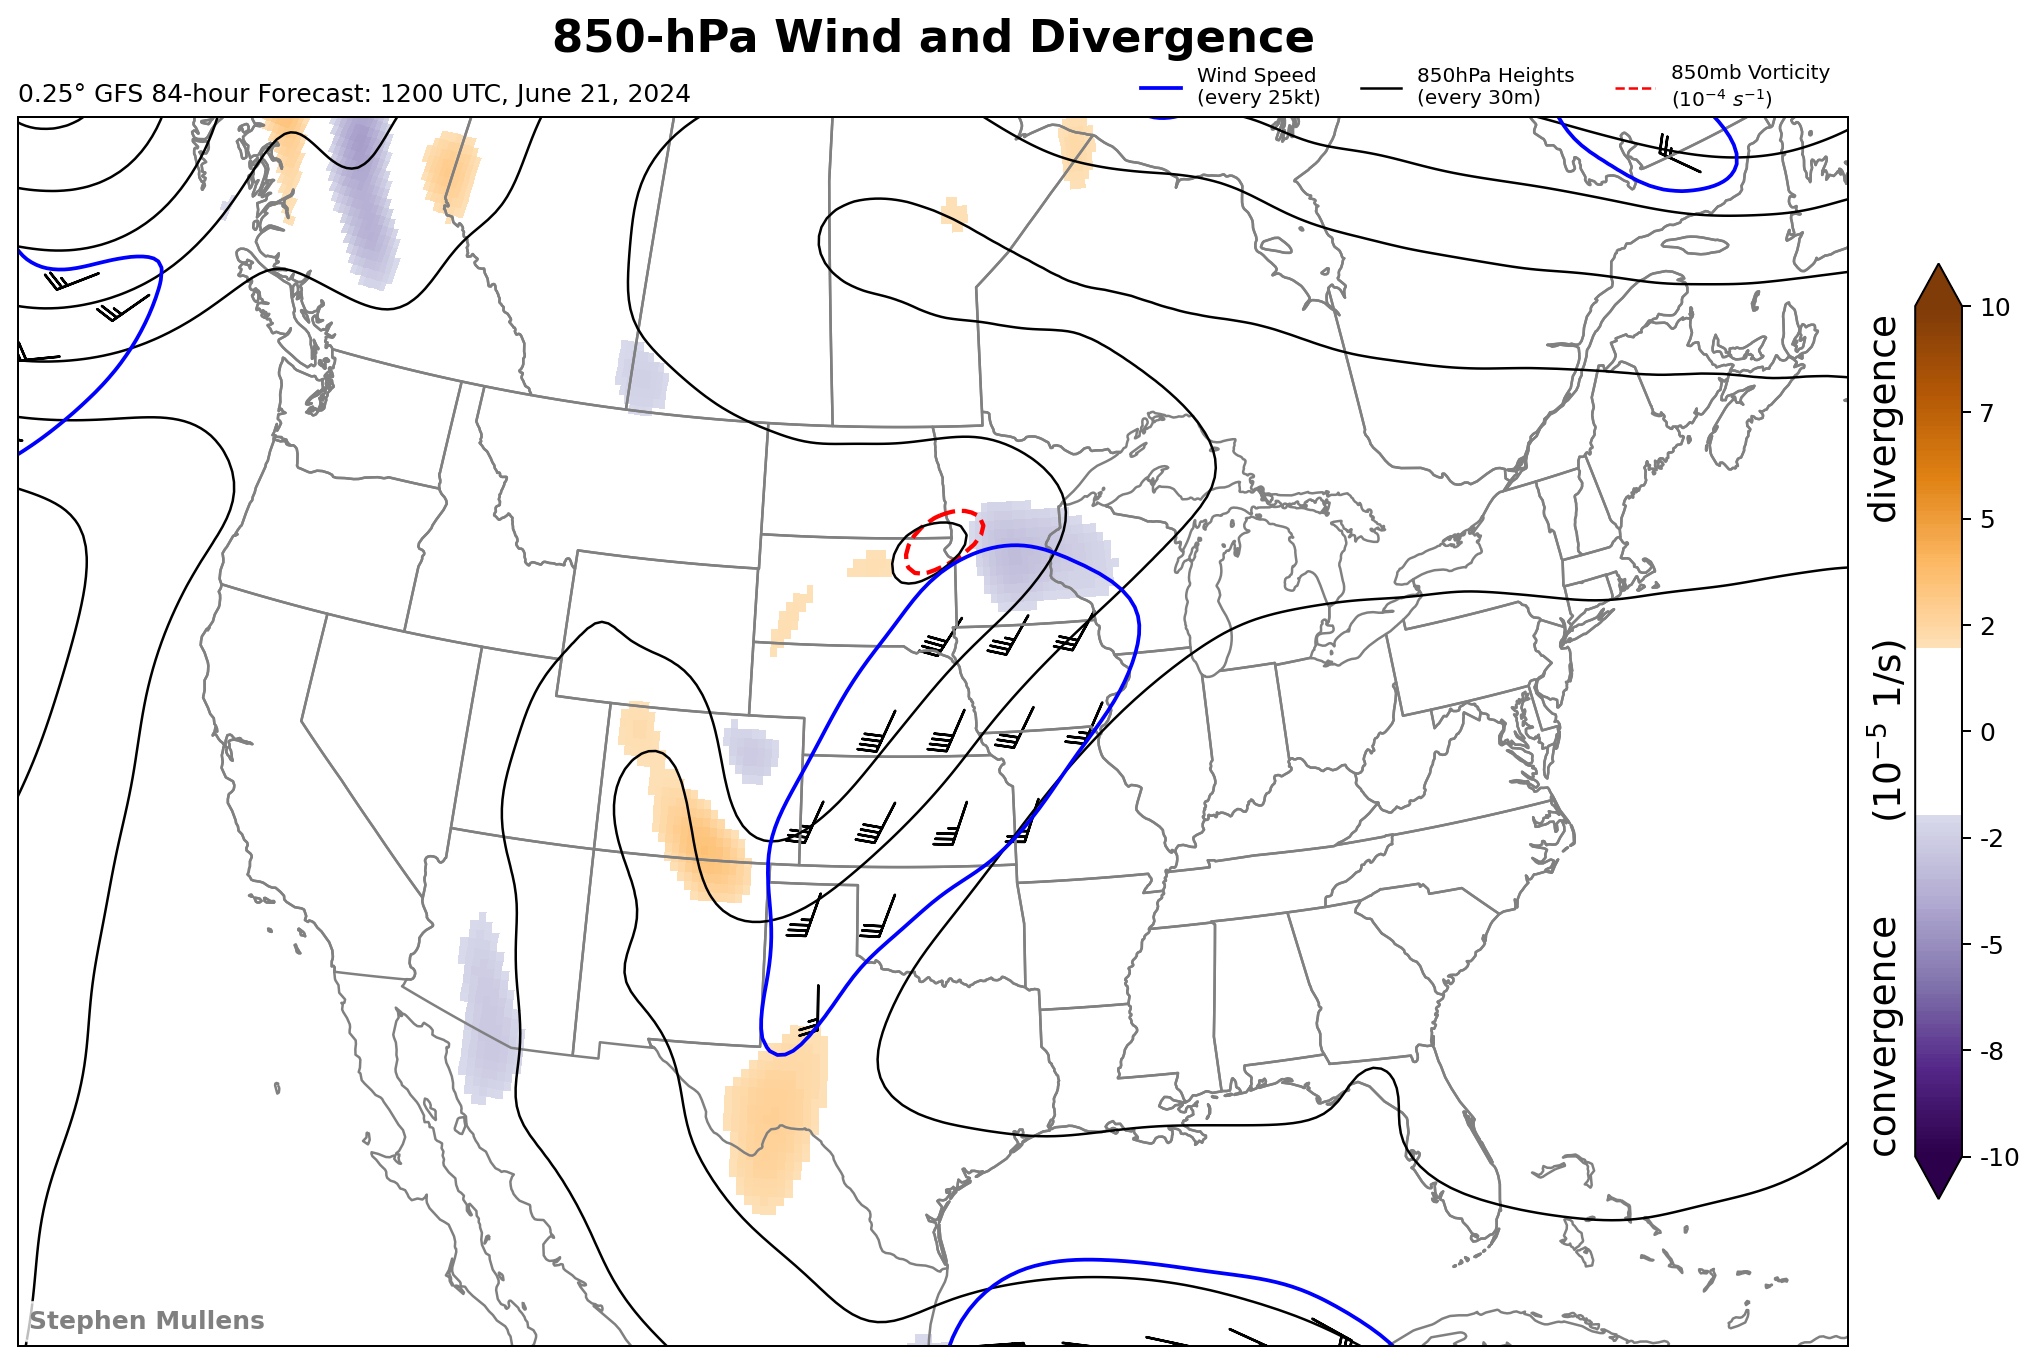 850-hPa Wind and Divergence
0.25° GFS 84-hour Forecast: 1200 UTC, June 21, 2024
Wind Speed
(every 25kt)
850hPa Heights
(every 30m)
850mb Vorticity
(10⁻⁴ s⁻¹)
10
7
5
2
0
-2
-5
-8
-10
convergence (10⁻⁵ 1/s) divergence
Stephen Mullens